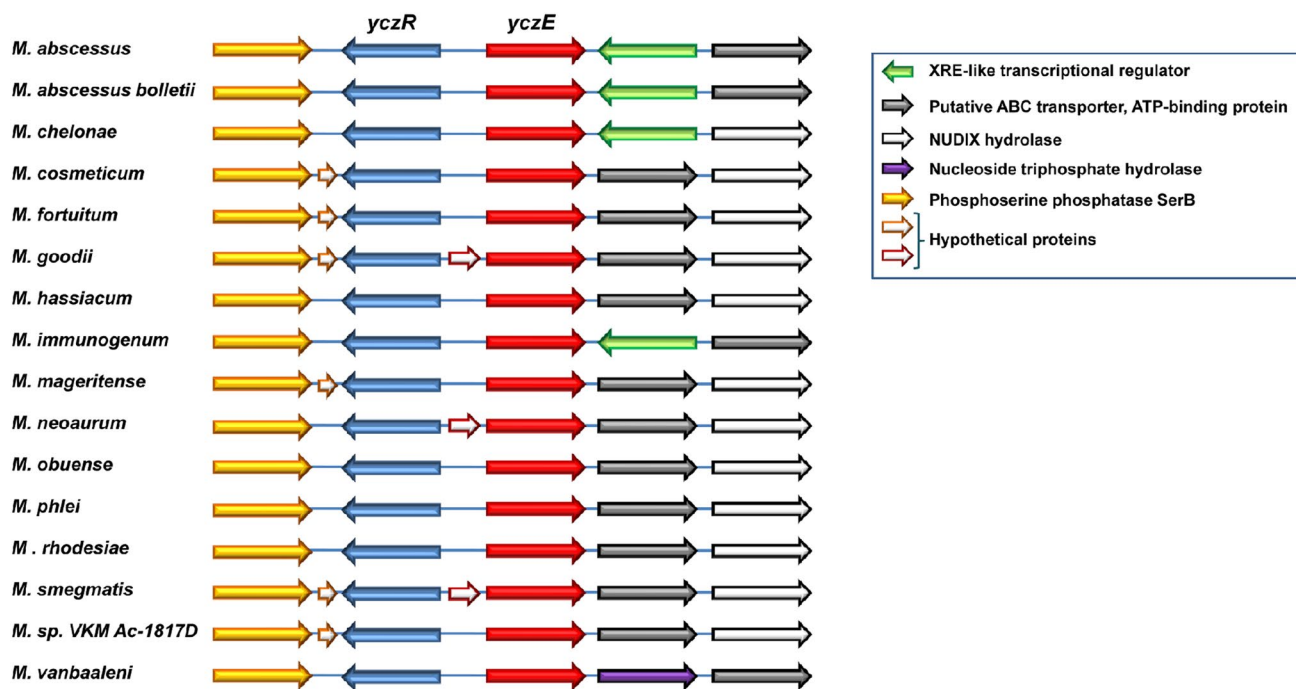 yczR yczE
M. abscessus
M. abscessus bolletii
M. chelonae
M. cosmeticum
M. fortuitum
M. goodii
M. hassiacum
M. immunogenum
M. mageritense
M. neoaurum
M. obuense
M. phlei
M . rhodesiae
M. smegmatis
M. sp. VKM Ac-1817D
M. vanbaaleni
XRE-like transcriptional regulator
Putative ABC transporter, ATP-binding protein
NUDIX hydrolase
Nucleoside triphosphate hydrolase
Phosphoserine phosphatase SerB
Hypothetical proteins